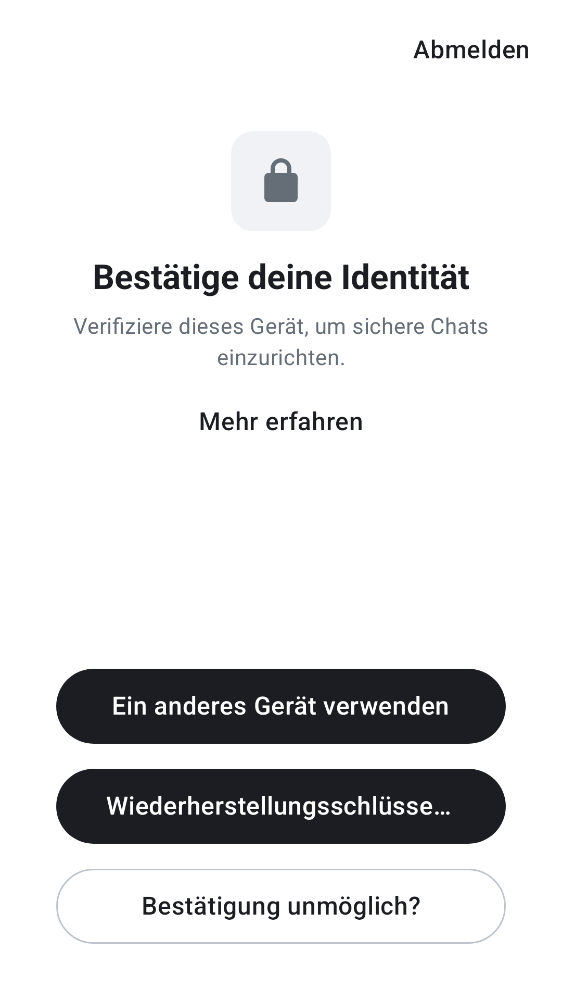 Abmelden
Bestätige deine Identität
Verifiziere dieses Gerät, um sichere Chats
einzurichten.
Mehr erfahren
Ein anderes Gerät verwenden
Wiederherstellungsschlüsse…
Bestätigung unmöglich?